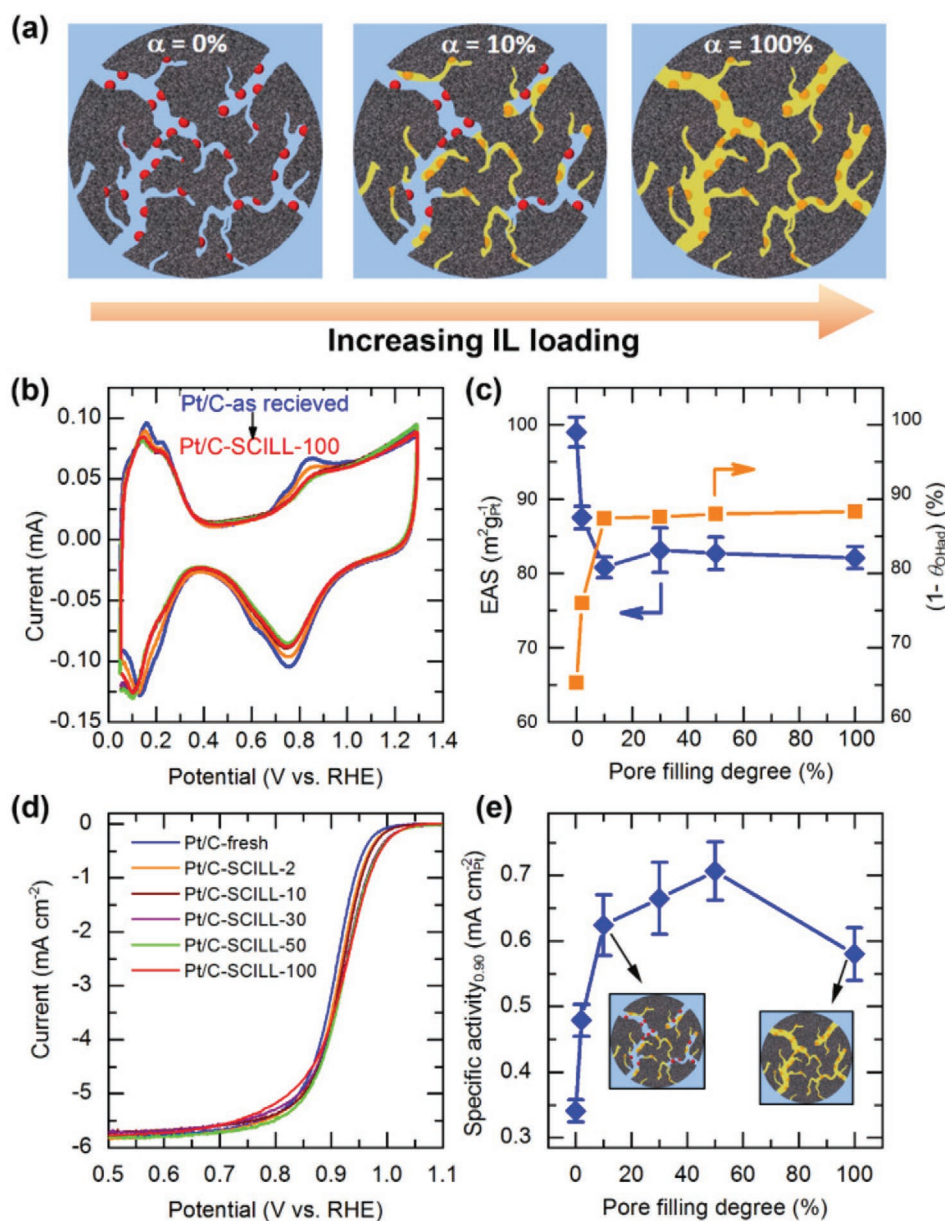 (a)
α = 0%
α = 10%
α = 100%
Increasing IL loading
(b)
Pt/C-as recieved
Pt/C-SCILL-100
Current (mA)
0.10
0.05
0.00
-0.05
-0.10
-0.15
0.0 0.2 0.4 0.6 0.8 1.0 1.2 1.4
Potential (V vs. RHE)
(c)
EAS (m²g⁻¹Pt)
100
90
80
70
60
(1- θOHad) (%)
100
90
80
70
60
0 20 40 60 80 100
Pore filling degree (%)
(d)
Pt/C-fresh
Pt/C-SCILL-2
Pt/C-SCILL-10
Pt/C-SCILL-30
Pt/C-SCILL-50
Pt/C-SCILL-100
Current (mA cm⁻²)
0
-1
-2
-3
-4
-5
-6
0.5 0.6 0.7 0.8 0.9 1.0 1.1
Potential (V vs. RHE)
(e)
Specific activity0.90 (mA cm⁻²Pt)
0.7
0.6
0.5
0.4
0.3
0 20 40 60 80 100
Pore filling degree (%)